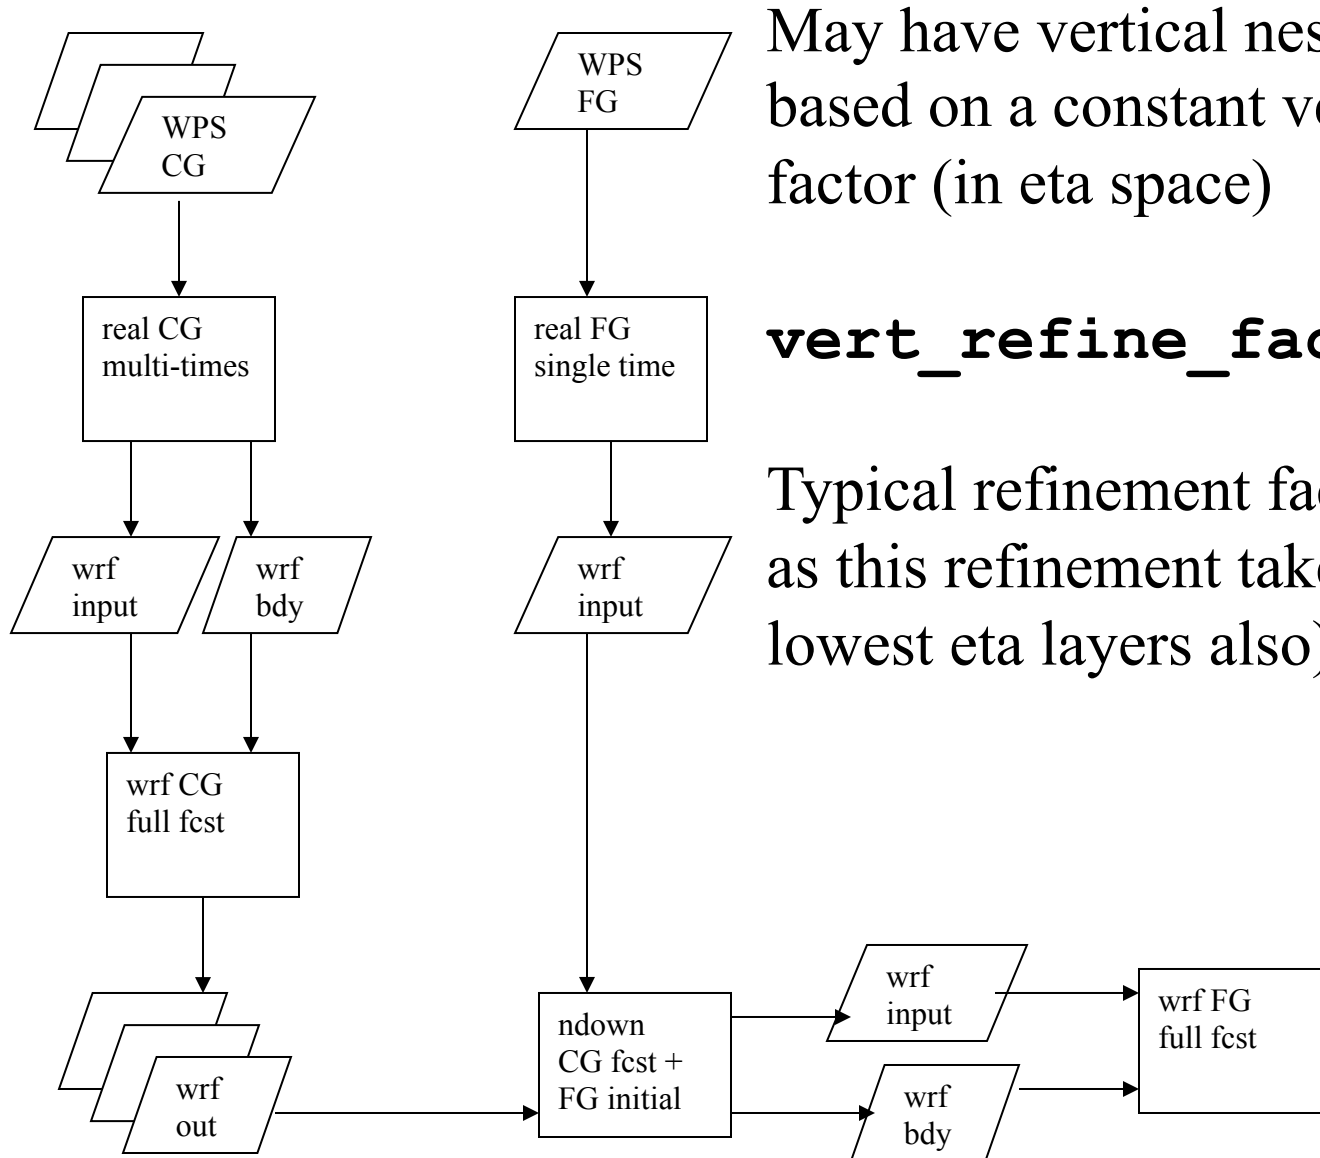 WPS
CG
WPS
FG
May have vertical nes
based on a constant ve
factor (in eta space)
real CG
multi-times
real FG
single time
vert_refine_fac
Typical refinement fac
as this refinement take
lowest eta layers also)
wrf
input
wrf
bdy
wrf
input
wrf CG
full fcst
wrf
out
ndown
CG fcst +
FG initial
wrf
input
wrf
bdy
wrf FG
full fcst